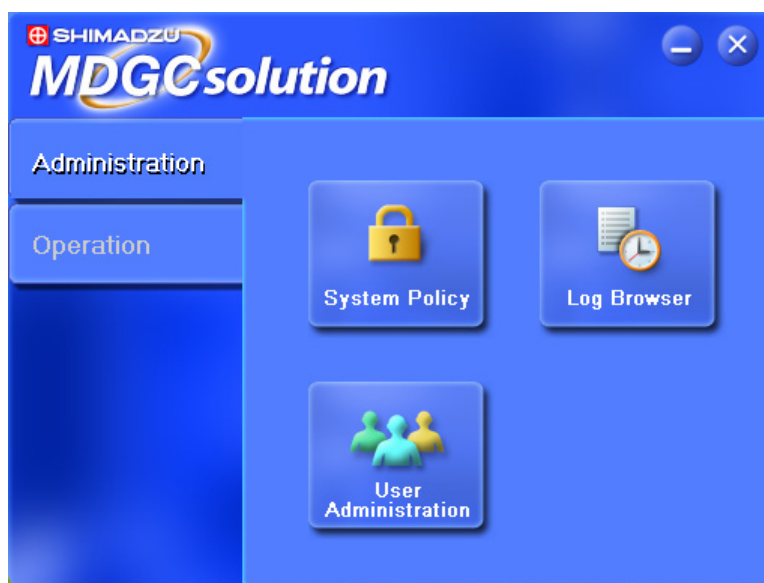 SHIMADZU
MDGCsolution
Administration
Operation
System Policy
Log Browser
User
Administration